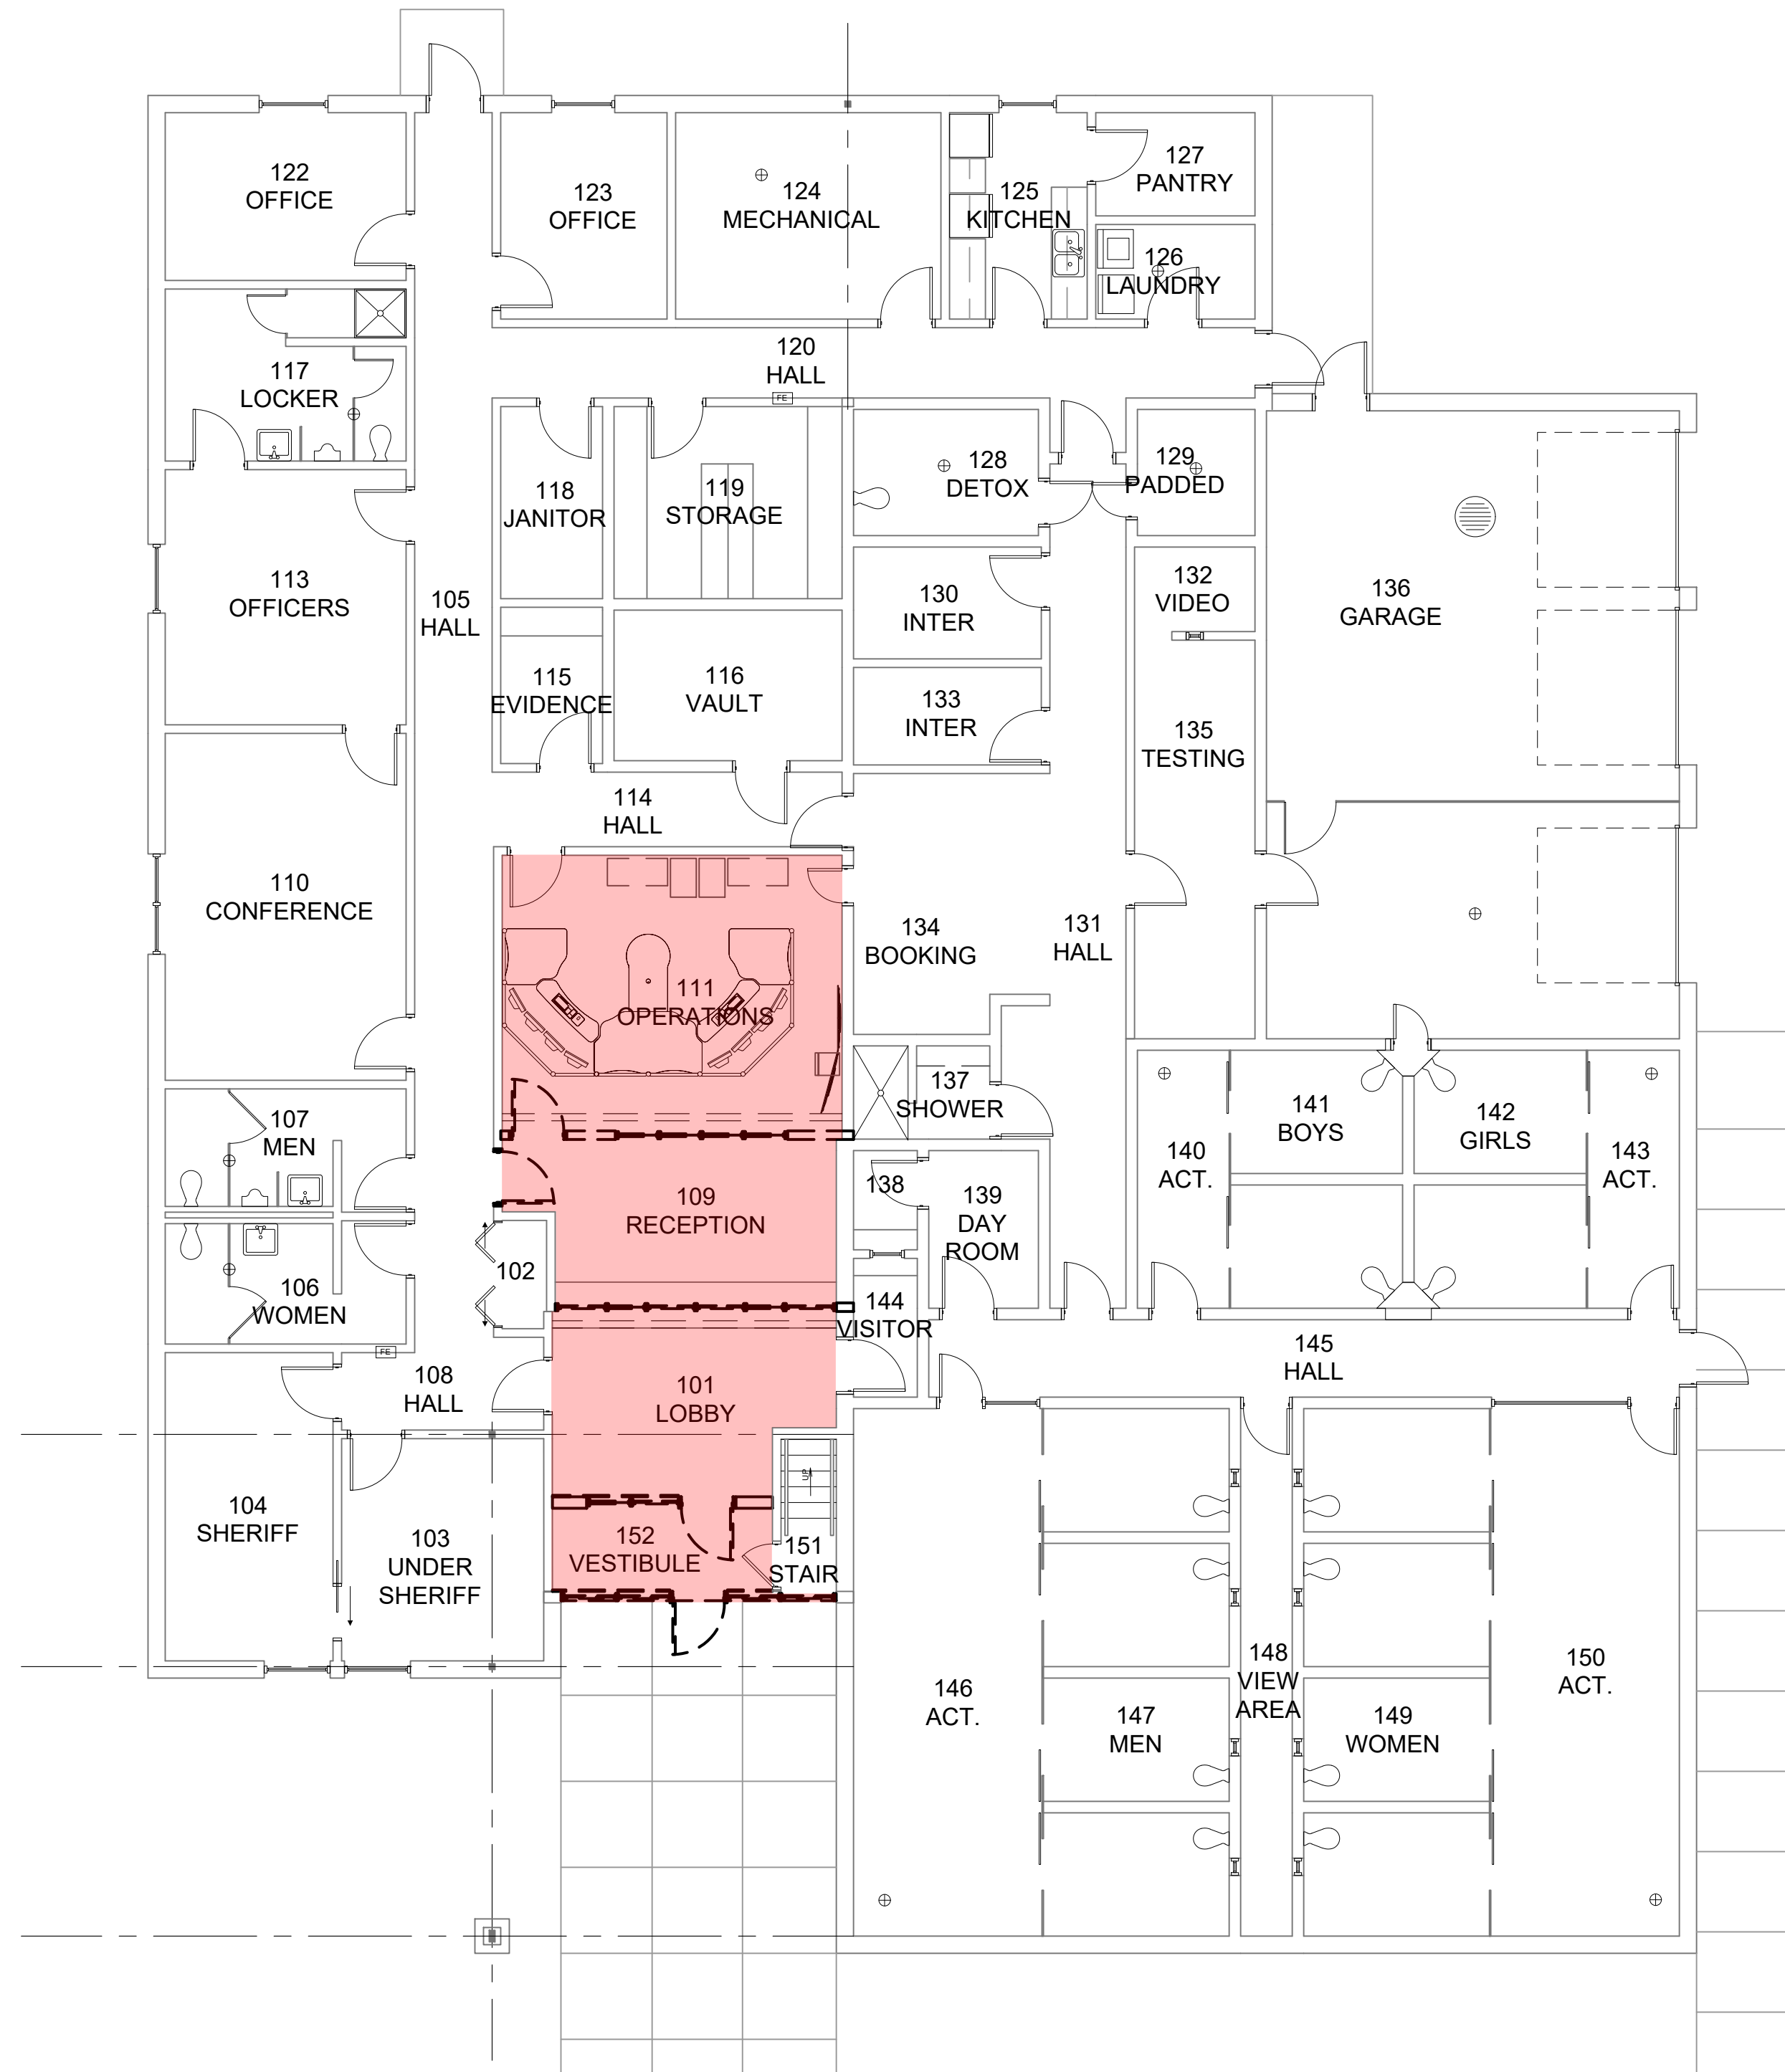 122
OFFICE
123
OFFICE
124
MECHANICAL
125
KITCHEN
127
PANTRY
126
LAUNDRY
117
LOCKER
120
HALL
FE
118
JANITOR
119
STORAGE
128
DETOX
129
PADDED
113
OFFICERS
105
HALL
130
INTER
132
VIDEO
136
GARAGE
115
EVIDENCE
116
VAULT
133
INTER
135
TESTING
114
HALL
110
CONFERENCE
134
BOOKING
131
HALL
111
OPERATIONS
107
MEN
137
SHOWER
141
BOYS
142
GIRLS
140
ACT.
143
ACT.
109
RECEPTION
138
139
DAY
ROOM
102
106
WOMEN
144
VISITOR
FE
108
HALL
101
LOBBY
145
HALL
UP
104
SHERIFF
103
UNDER
SHERIFF
152
VESTIBULE
151
STAIR
146
ACT.
147
MEN
148
VIEW
AREA
149
WOMEN
150
ACT.